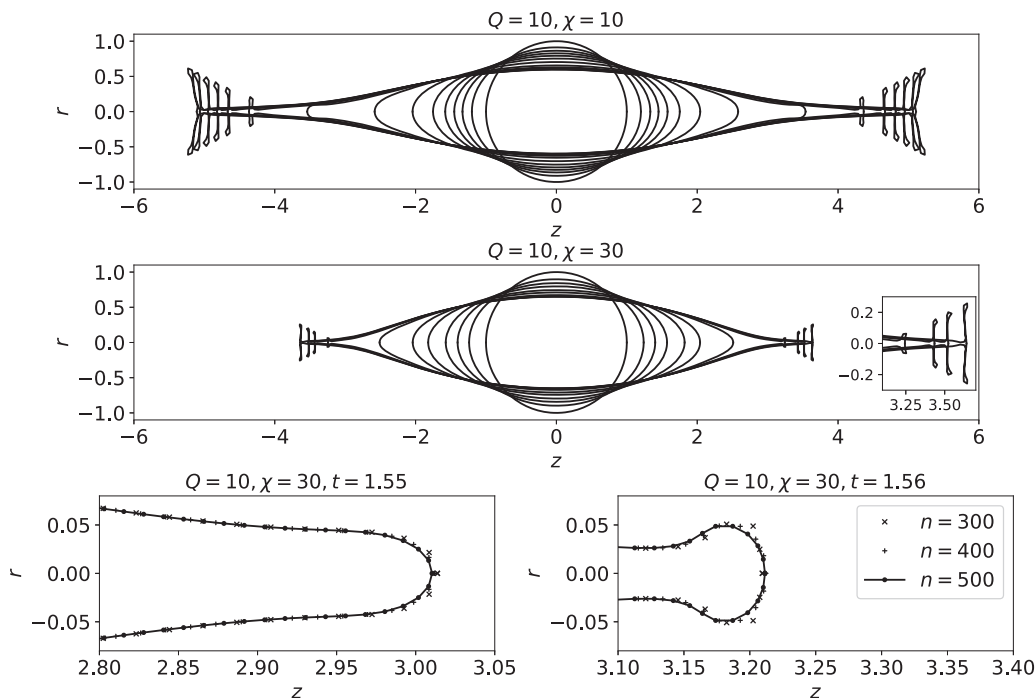 Q = 10, χ = 10
1.0
0.5
r
0.0
−0.5
−1.0
−6 −4 −2 0 2 4 6
z
Q = 10, χ = 30
1.0
0.5
r
0.0
−0.5
−1.0
0.2
0.0
−0.2
3.25 3.50
−6 −4 −2 0 2 4 6
z
Q = 10, χ = 30, t = 1.55
0.05
r
0.00
−0.05
2.80 2.85 2.90 2.95 3.00 3.05
z
Q = 10, χ = 30, t = 1.56
n = 300
n = 400
n = 500
0.05
r
0.00
−0.05
3.10 3.15 3.20 3.25 3.30 3.35 3.40
z